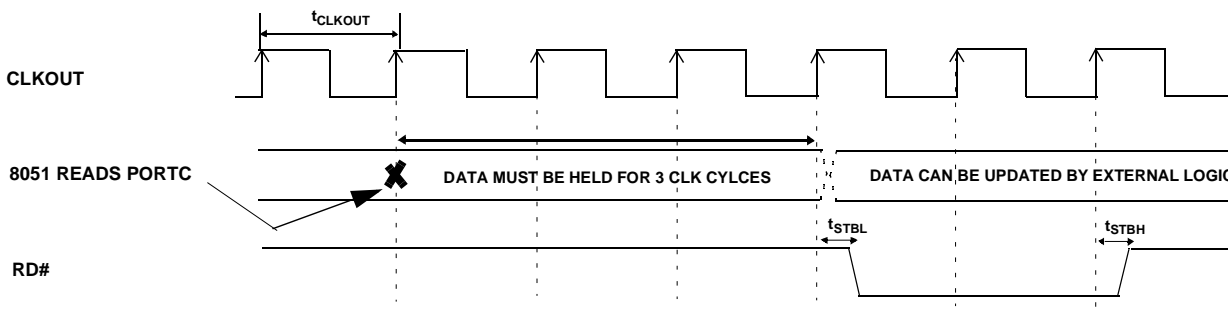 tCLKOUT
CLKOUT
8051 READS PORTC
DATA MUST BE HELD FOR 3 CLK CYLCES
DATA CAN BE UPDATED BY EXTERNAL LOGIC
tSTBL
tSTBH
RD#